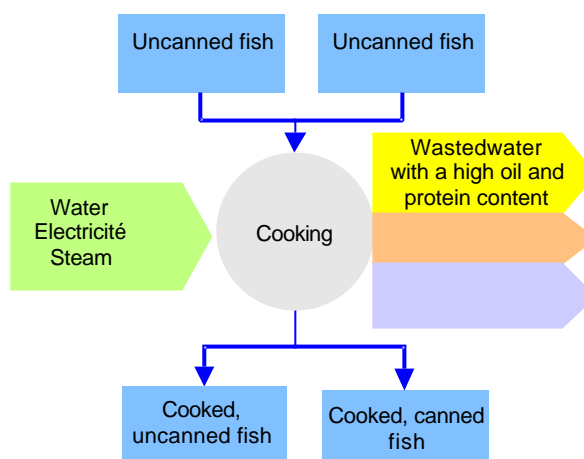 Uncanned fish
Uncanned fish
Wastedwater
with a high oil and
protein content
Water
Electricité
Steam
Cooking
Cooked,
uncanned fish
Cooked, canned
fish